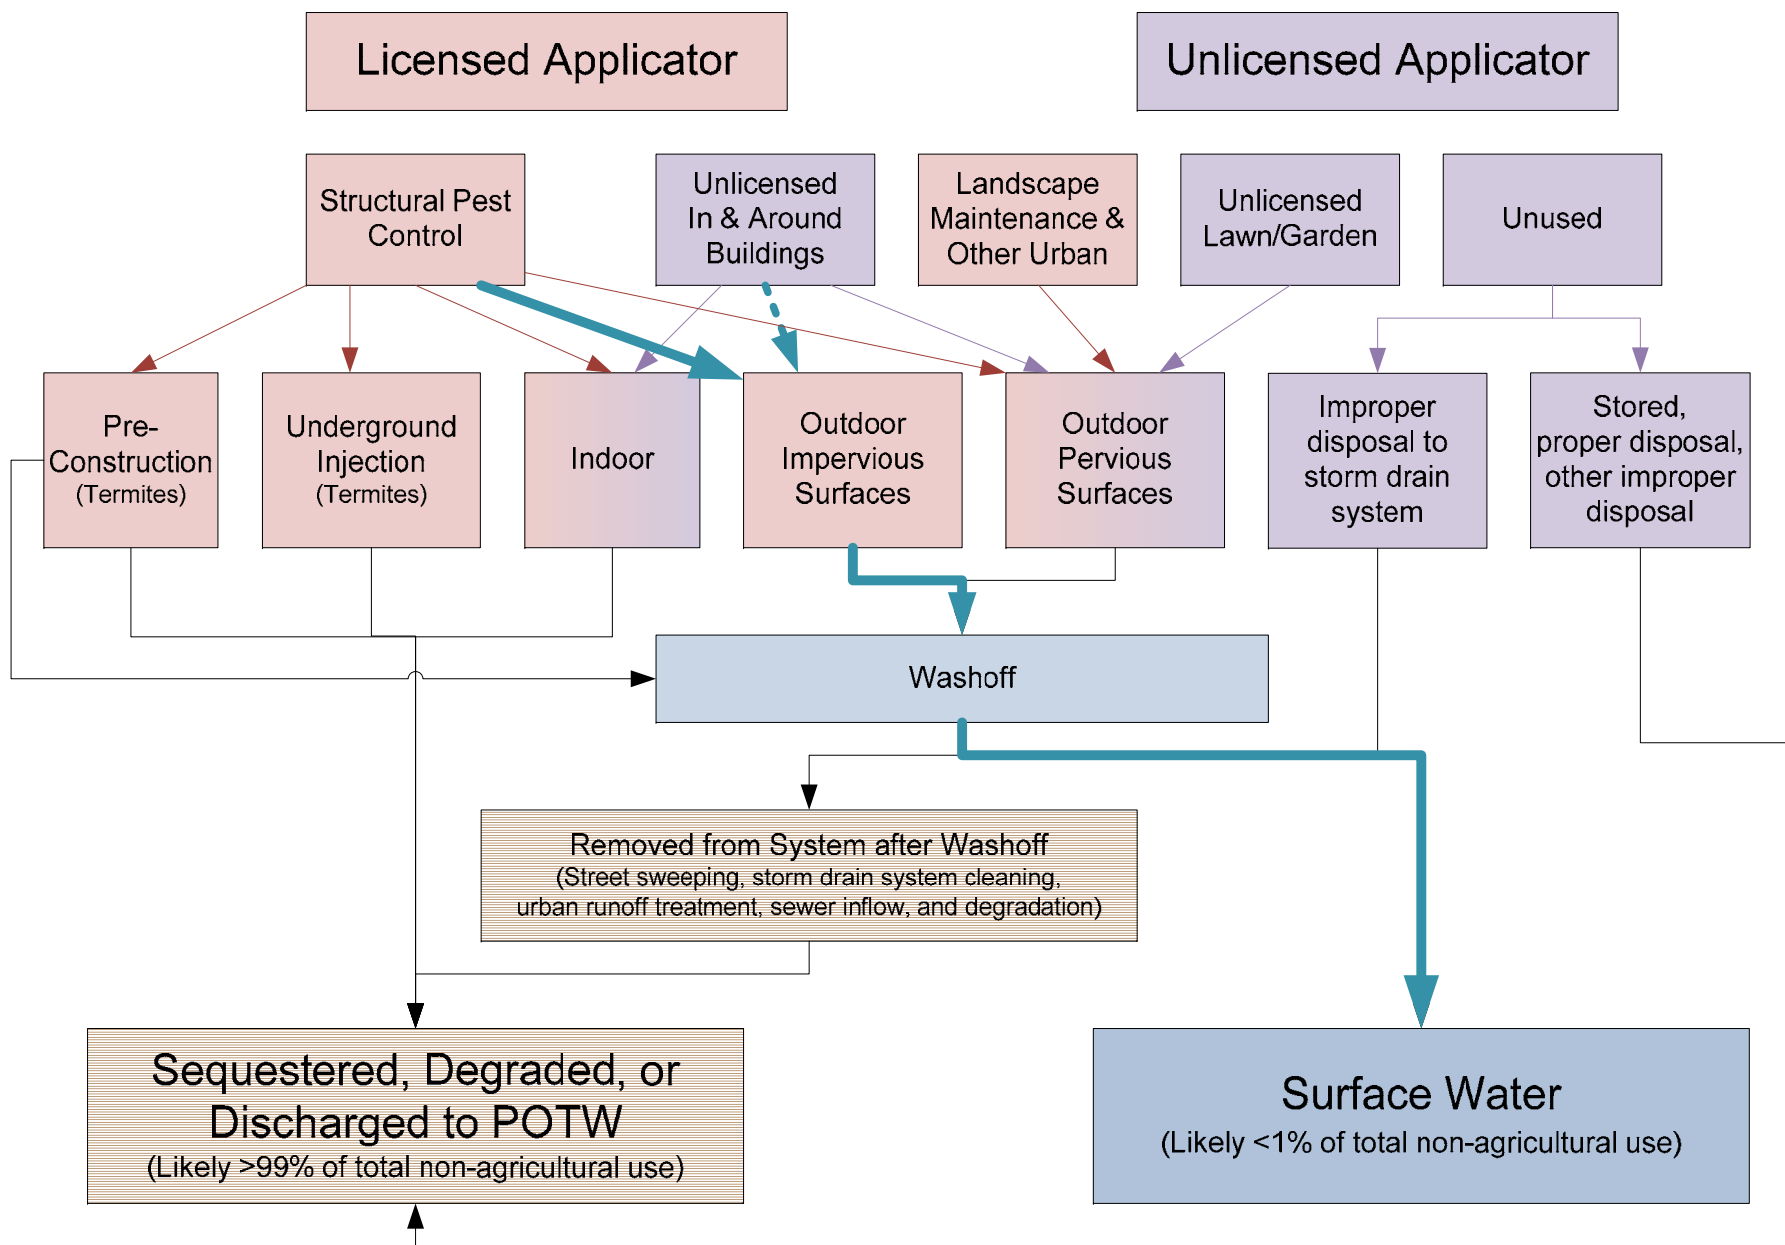 Licensed Applicator
Unlicensed Applicator
Structural Pest
Control
Unlicensed
In & Around
Buildings
Landscape
Maintenance &
Other Urban
Unlicensed
Lawn/Garden
Unused
Pre-
Construction
(Termites)
Underground
Injection
(Termites)
Indoor
Outdoor
Impervious
Surfaces
Outdoor
Pervious
Surfaces
Improper
disposal to
storm drain
system
Stored,
proper disposal,
other improper
disposal
Washoff
Removed from System after Washoff
(Street sweeping, storm drain system cleaning,
urban runoff treatment, sewer inflow, and degradation)
Sequestered, Degraded, or
Discharged to POTW
(Likely >99% of total non-agricultural use)
Surface Water
(Likely <1% of total non-agricultural use)